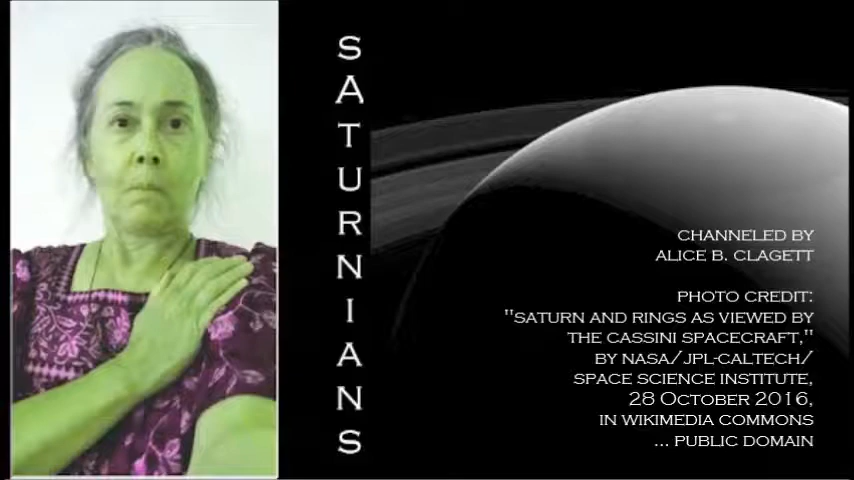 SATURNIANS
CHANNELED BY
ALICE B. CLAGETT
PHOTO CREDIT:
"SATURN AND RINGS AS VIEWED BY
THE CASSINI SPACECRAFT,"
BY NASA/JPL-CALTECH/
SPACE SCIENCE INSTITUTE,
28 OCTOBER 2016,
IN WIKIMEDIA COMMONS
... PUBLIC DOMAIN